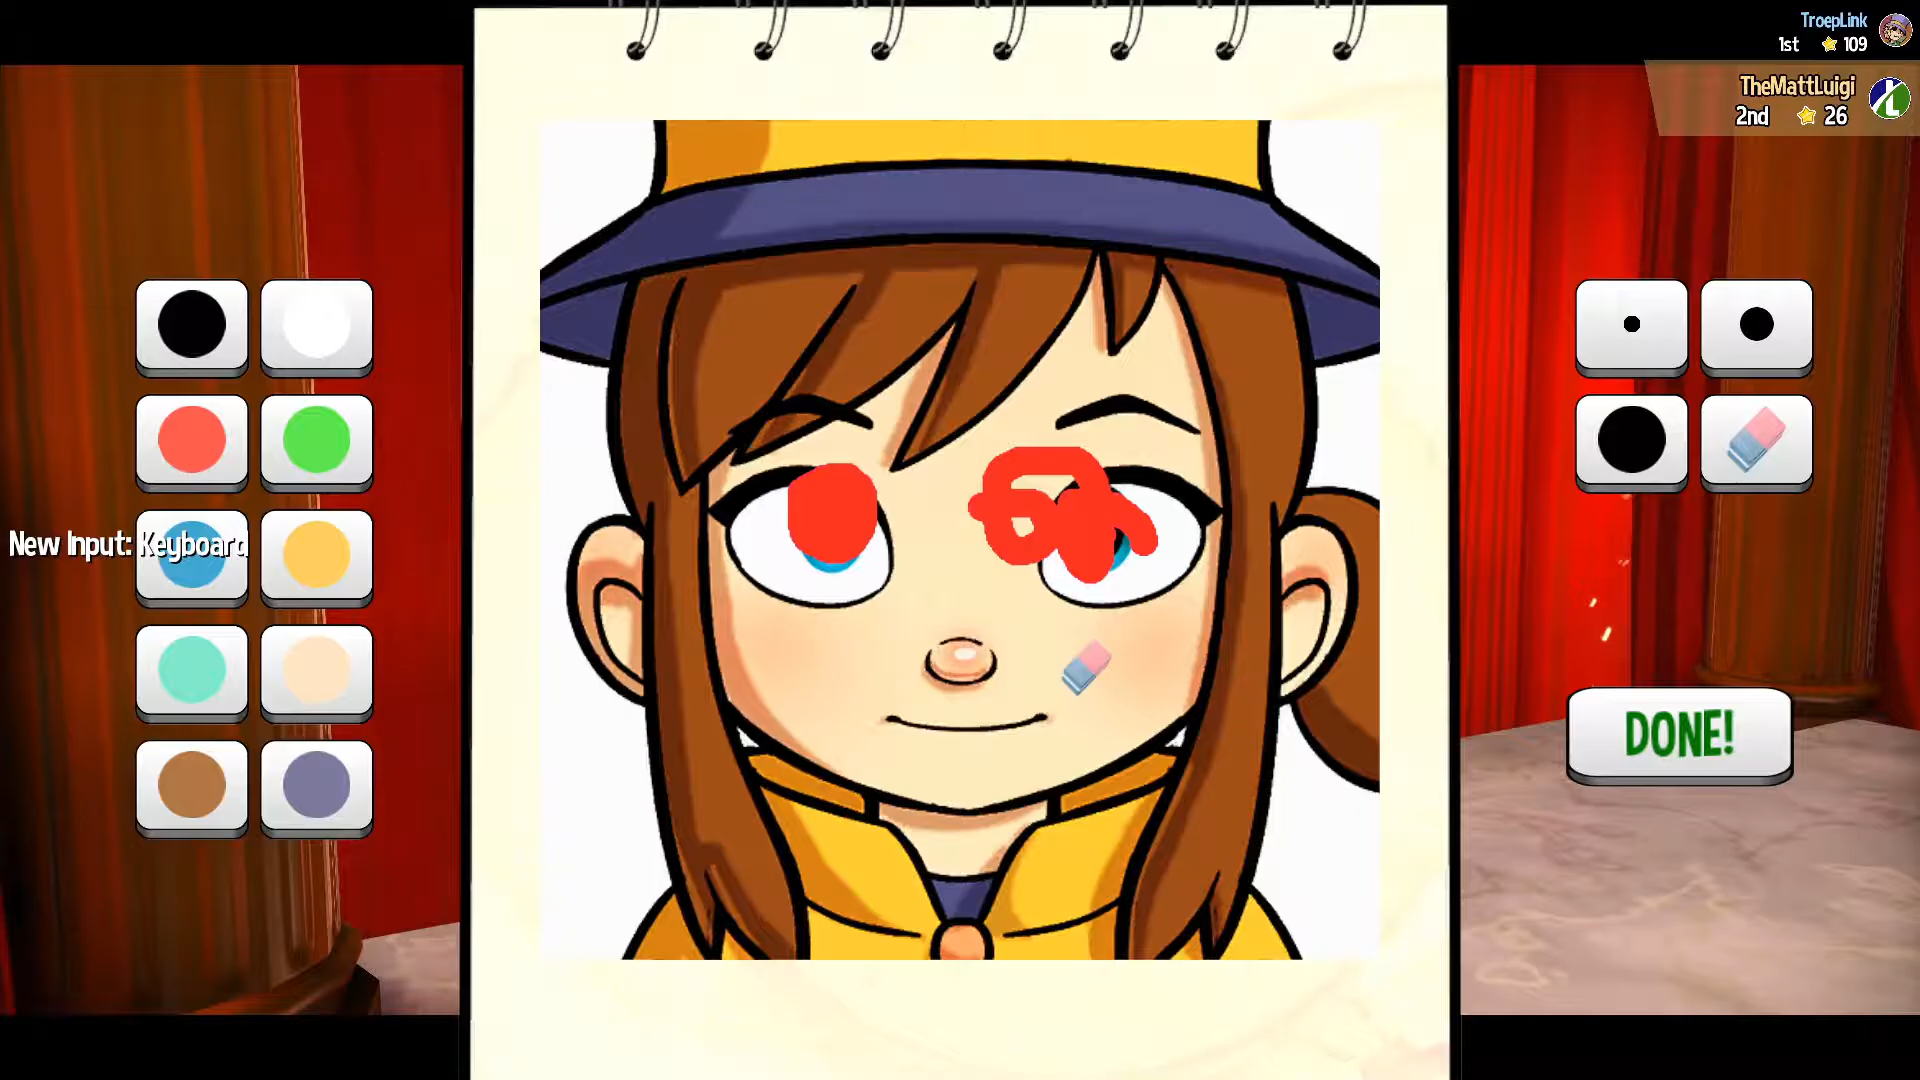 TroepLink
1st 109
TheMattLuigi
2nd 26
New Input: Keyboard
DONE!